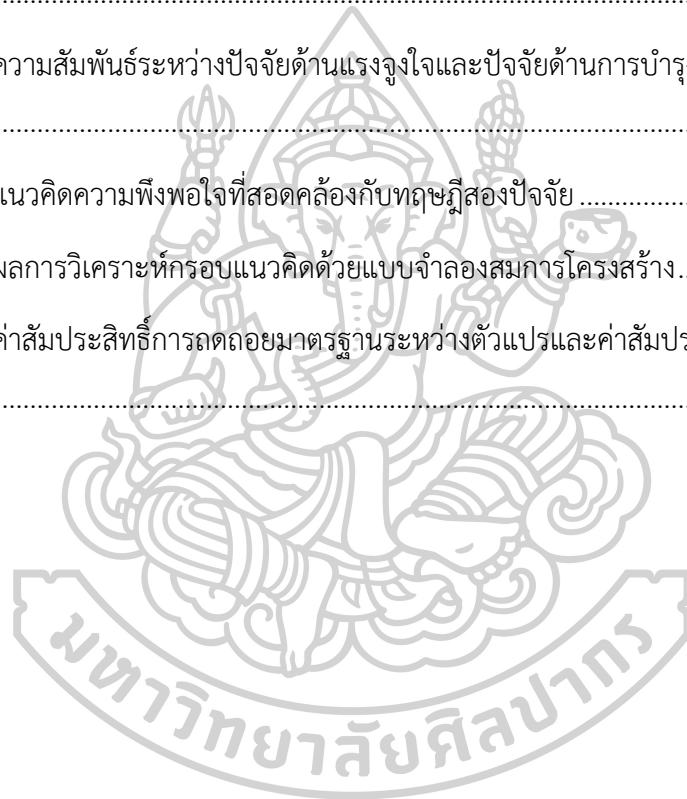 ........................................................................
ความสัมพันธ์ระหว่างปัจจัยด้านแรงจูงใจและปัจจัยด้านการบำรุง
........................................................................
แนวคิดความพึงพอใจที่สอดคล้องกับทฤษฎีสองปัจจัย ................
ผลการวิเคราะห์กรอบแนวคิดด้วยแบบจำลองสมการโครงสร้าง..
ค่าสัมประสิทธิ์การถดถอยมาตรฐานระหว่างตัวแปรและค่าสัมประ
........................................................................
มหาวิทยาลัยศิลปากร